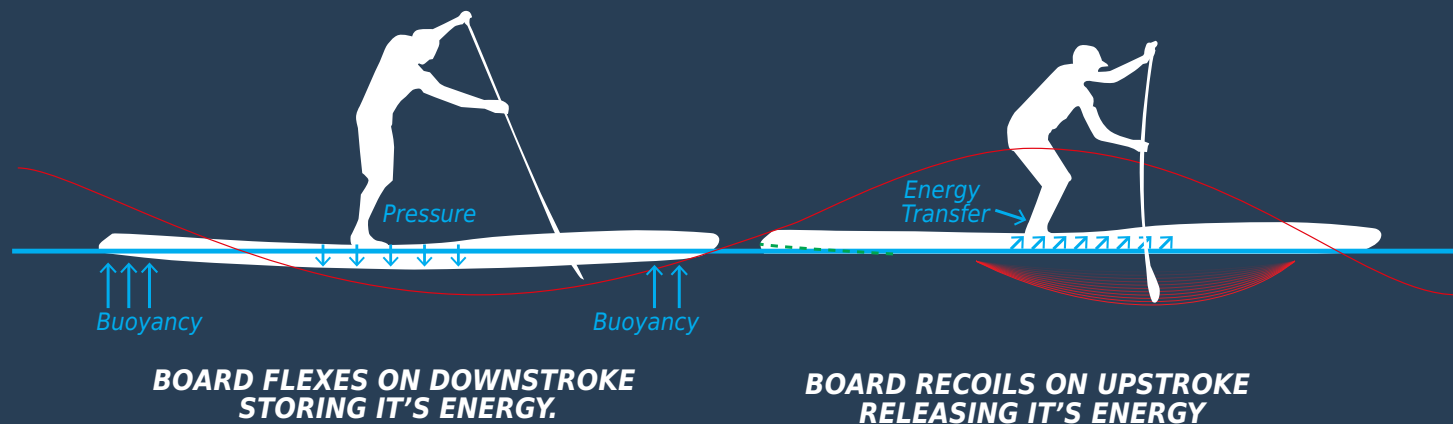 Pressure
Energy
Transfer
Buoyancy
Buoyancy
BOARD FLEXES ON DOWNSTROKE
STORING IT’S ENERGY.
BOARD RECOILS ON UPSTROKE
RELEASING IT’S ENERGY